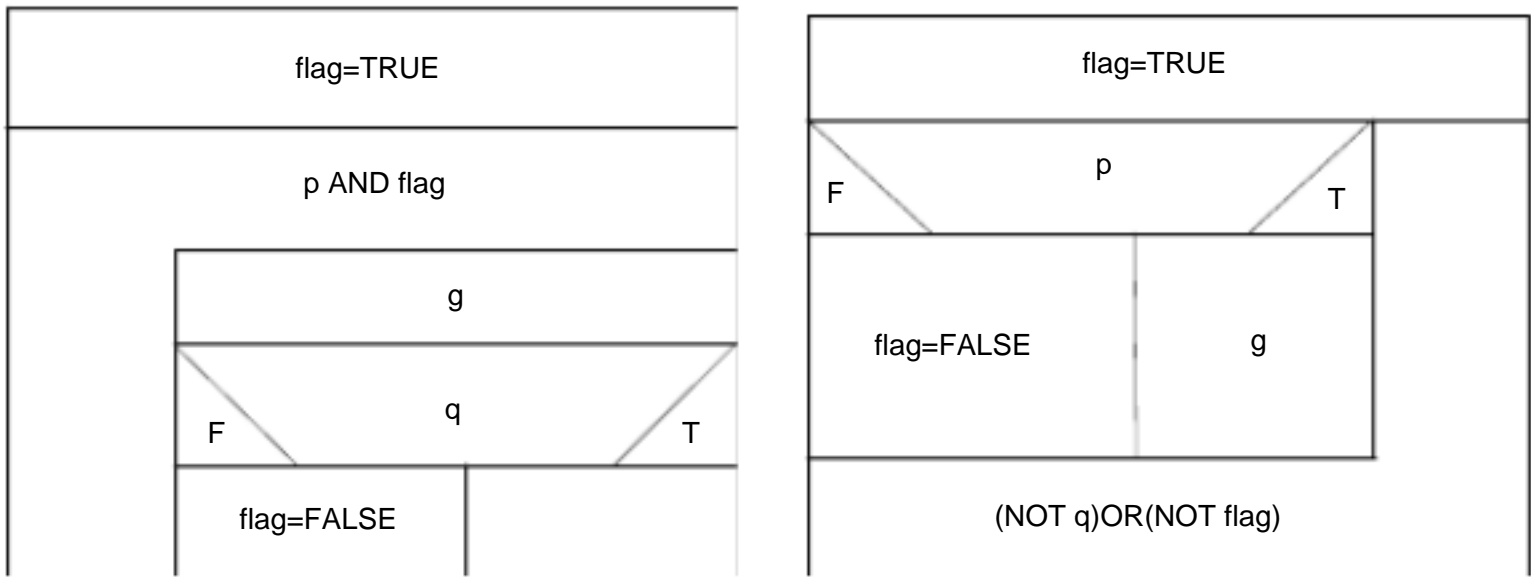 flag=TRUE
p AND flag
g
q
F
T
flag=FALSE
flag=TRUE
p
F
T
flag=FALSE
g
(NOT q)OR(NOT flag)